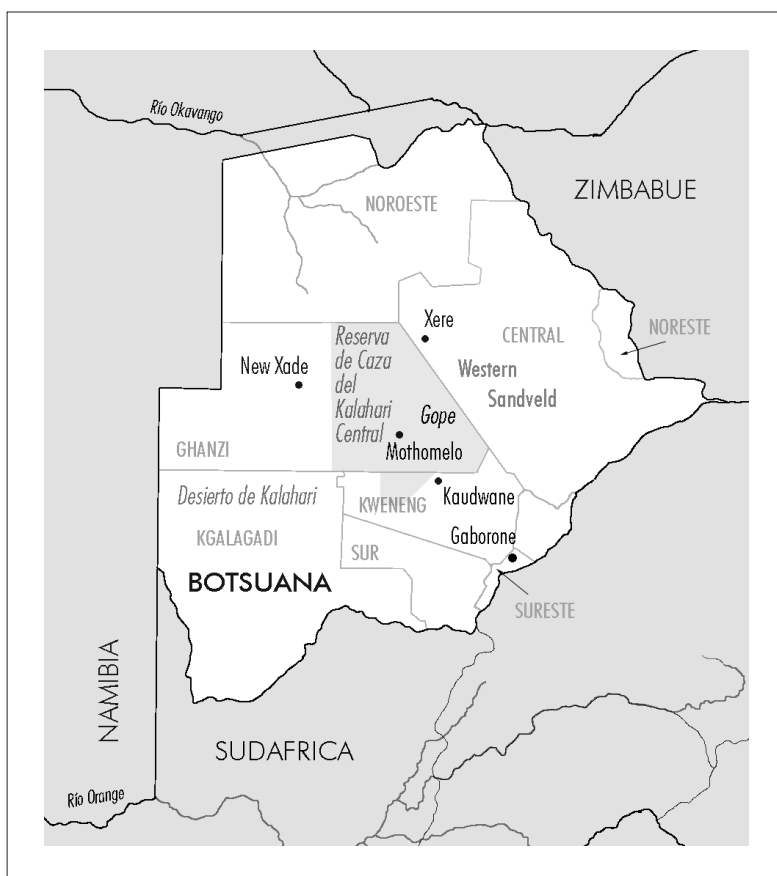 Río Okavango
NOROESTE
ZIMBABUE
Xere
CENTRAL
NORESTE
Reserva
de Caza
del
Kalahari
Central
New Xade
Western
Sandveld
Gope
Mothomelo
GHANZI
Desierto de Kalahari
KWENENG
Kaudwane
KGALAGADI
SUR
Gaborone
BOTSUANA
SURESTE
NAMIBIA
SUDAFRICA
Río Orange